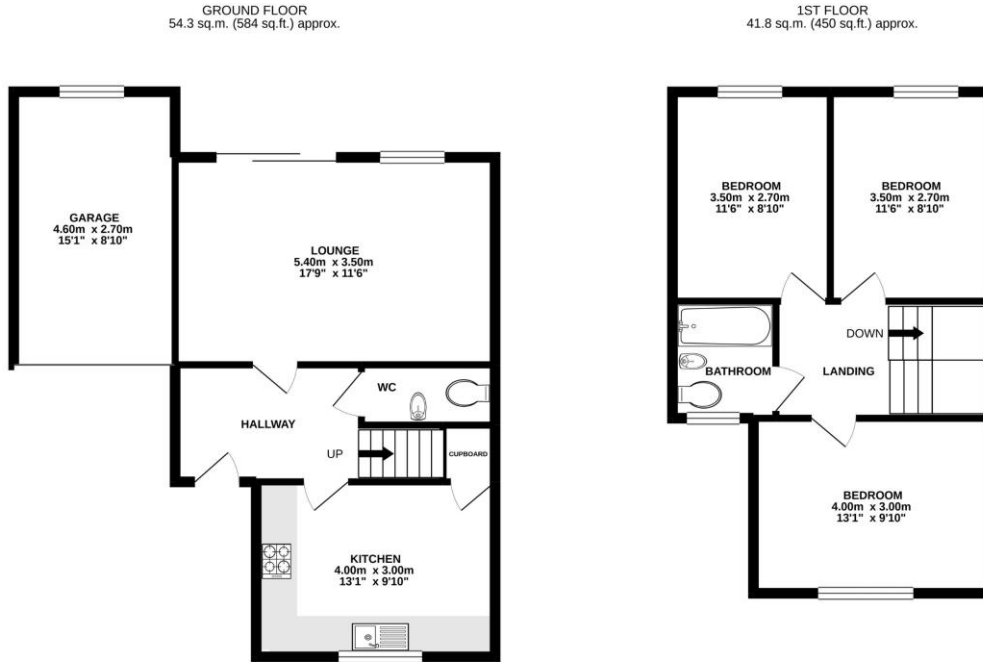 GROUND FLOOR
54.3 sq.m. (584 sq.ft.) approx.
GARAGE
4.60m x 2.70m
15'1" x 8'10"
LOUNGE
5.40m x 3.50m
17'9" x 11'6"
WC
HALLWAY
UP
CUPBOARD
KITCHEN
4.00m x 3.00m
13'1" x 9'10"
1ST FLOOR
41.8 sq.m. (450 sq.ft.) approx.
BEDROOM
3.50m x 2.70m
11'6" x 8'10"
BEDROOM
3.50m x 2.70m
11'6" x 8'10"
DOWN
BATHROOM
LANDING
BEDROOM
4.00m x 3.00m
13'1" x 9'10"